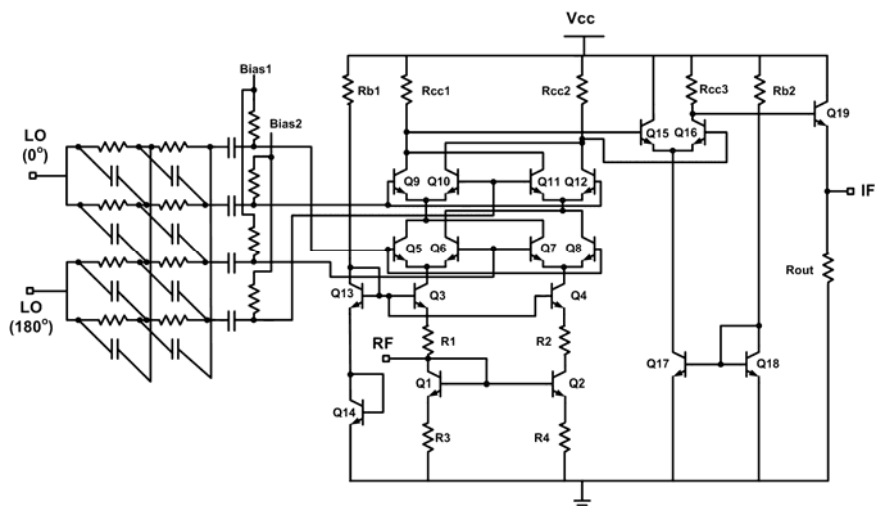 Vcc
Bias1
Bias2
Rb1
Rcc1
Rcc2
Rcc3
Rb2
Q19
Q15
Q16
LO
(0°)
Q9
Q10
Q11
Q12
IF
Q5
Q6
Q7
Q8
Rout
Q13
Q3
Q4
LO
(180°)
RF
R1
R2
Q17
Q18
Q1
Q2
Q14
R3
R4